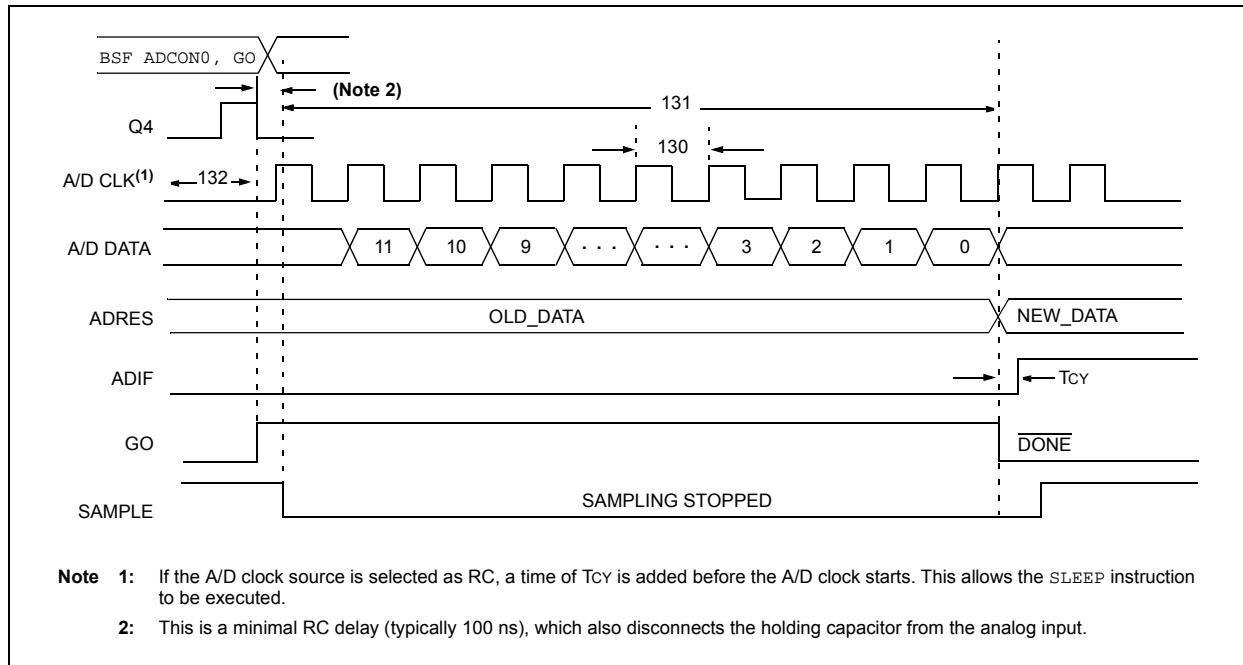 BSF ADCON0, GO
(Note 2)
131
Q4
130
A/D CLK(1)
132
A/D DATA
11 10 9 . . . . . . 3 2 1 0
ADRES
OLD_DATA
NEW_DATA
ADIF
TCY
GO
DONE
SAMPLE
SAMPLING STOPPED
Note 1: If the A/D clock source is selected as RC, a time of TCY is added before the A/D clock starts. This allows the SLEEP instruction
to be executed.
2: This is a minimal RC delay (typically 100 ns), which also disconnects the holding capacitor from the analog input.